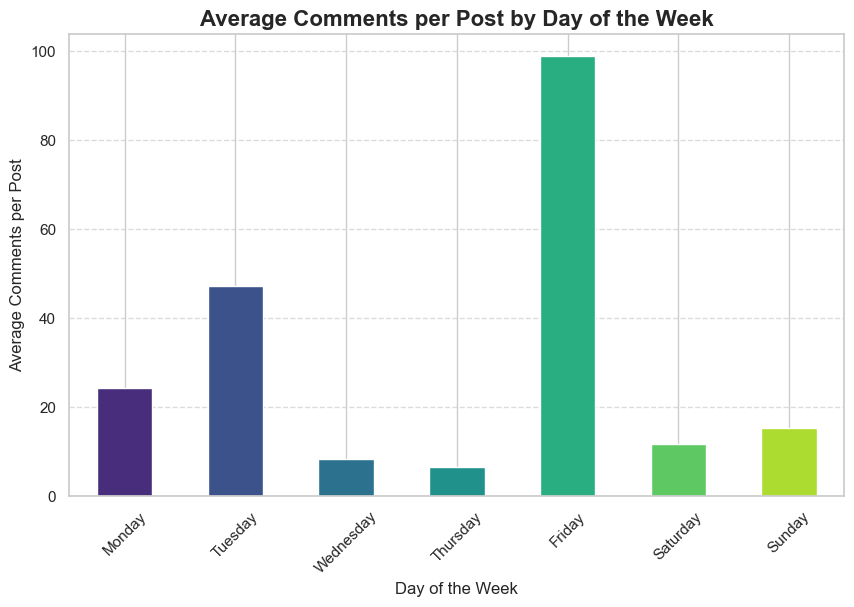 Average Comments per Post by Day of the Week
Average Comments per Post
100
80
60
40
20
0
Monday
Tuesday
Wednesday
Thursday
Friday
Saturday
Sunday
Day of the Week